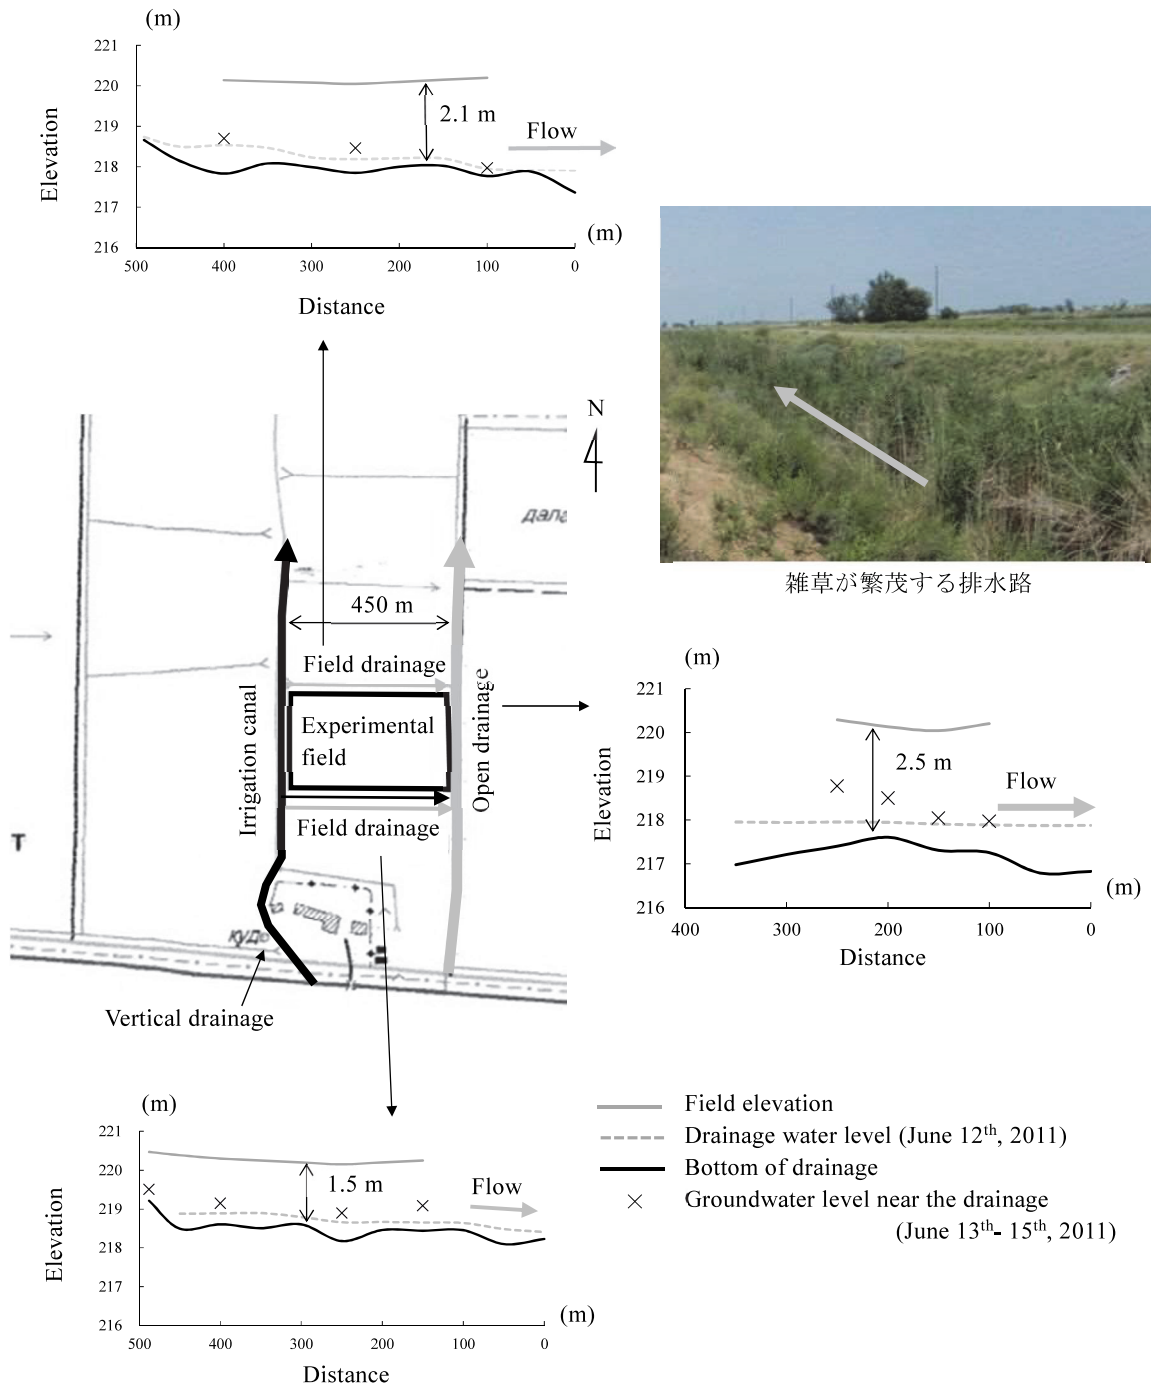 (m)
221
220
219
218
217
216
500
400
300
200
100
0
Elevation
2.1 m
Flow
(m)
Distance
雑草が繁茂する排水路
N
дала
450 m
Field drainage
Irrigation canal
Experimental
field
Open drainage
Field drainage
T
куд
Vertical drainage
(m)
221
220
219
218
217
216
400
300
200
100
0
Elevation
2.5 m
Flow
(m)
Distance
(m)
221
220
219
218
217
216
500
400
300
200
100
0
Elevation
1.5 m
Flow
(m)
Distance
Field elevation
Drainage water level (June 12th, 2011)
Bottom of drainage
Groundwater level near the drainage
(June 13th- 15th, 2011)